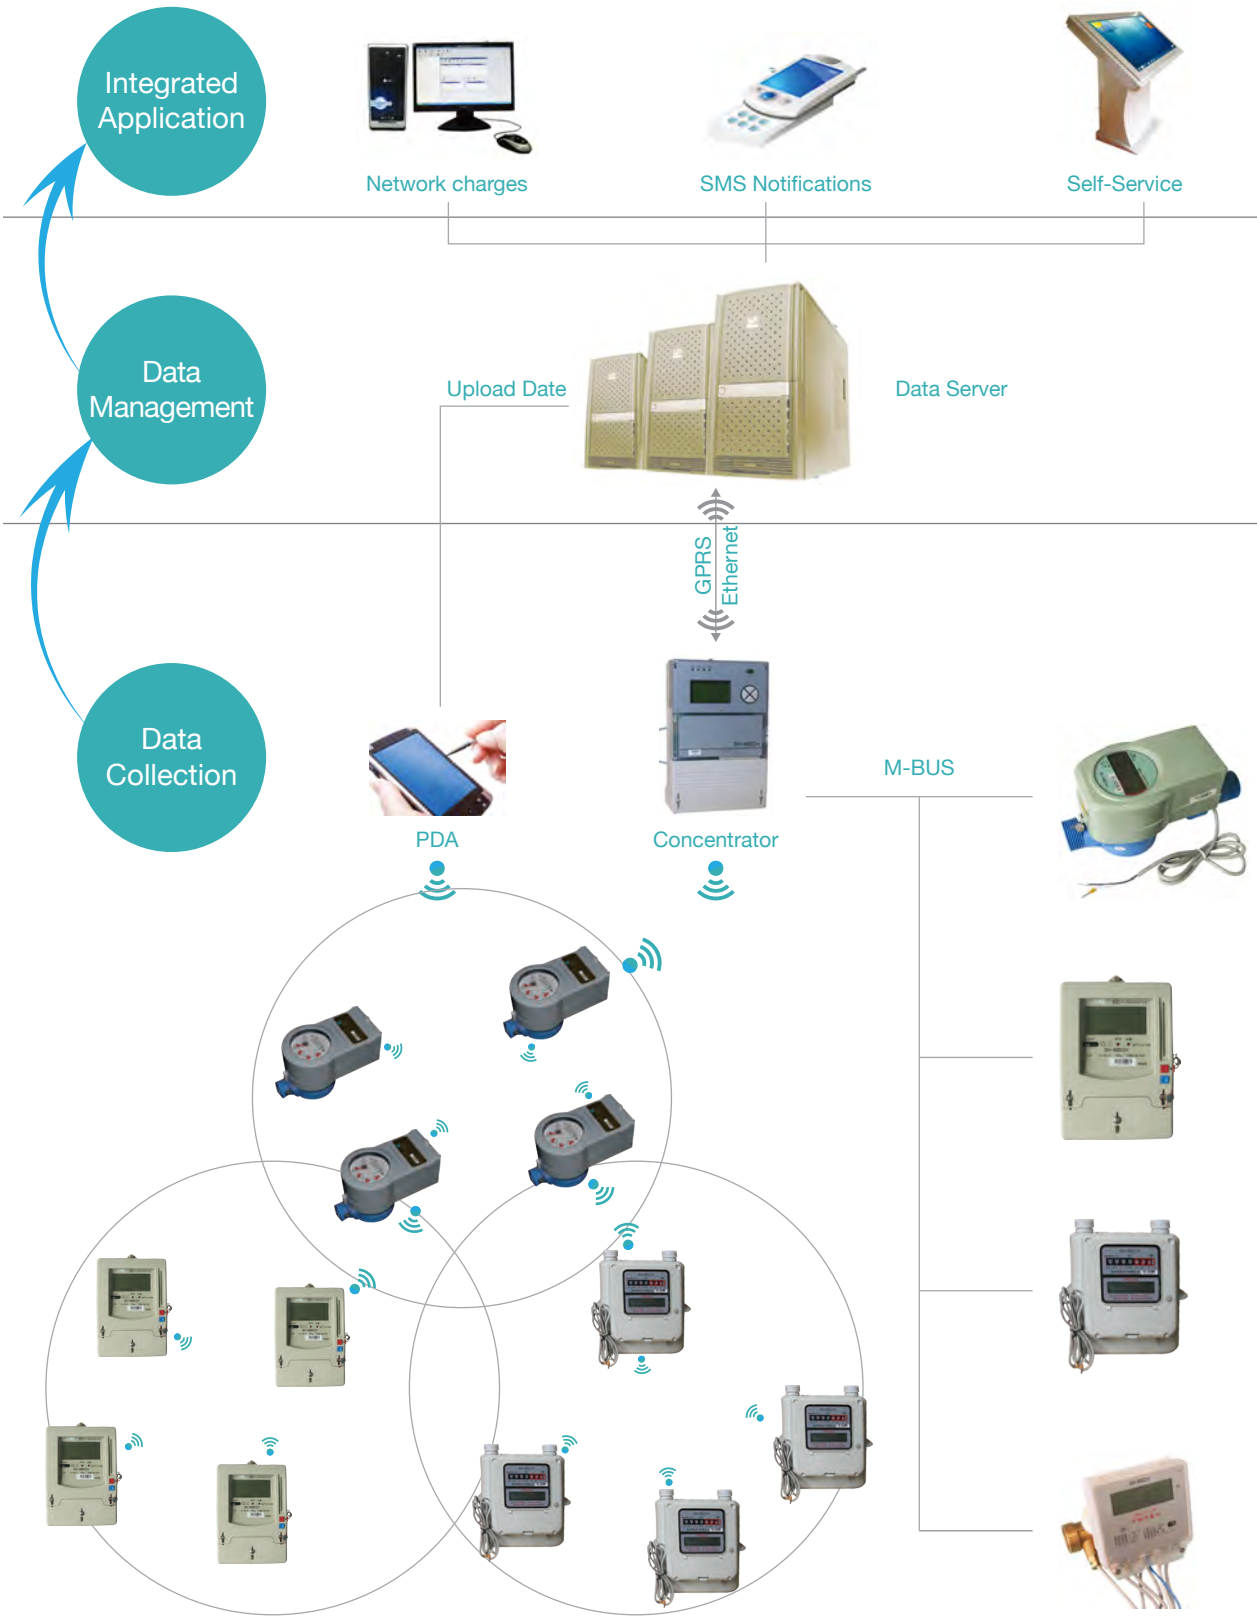 Integrated
Application
Network charges
SMS Notifications
Self-Service
Data
Management
Upload Date
Data Server
GPRS
Ethernet
Data
Collection
M-BUS
PDA
Concentrator